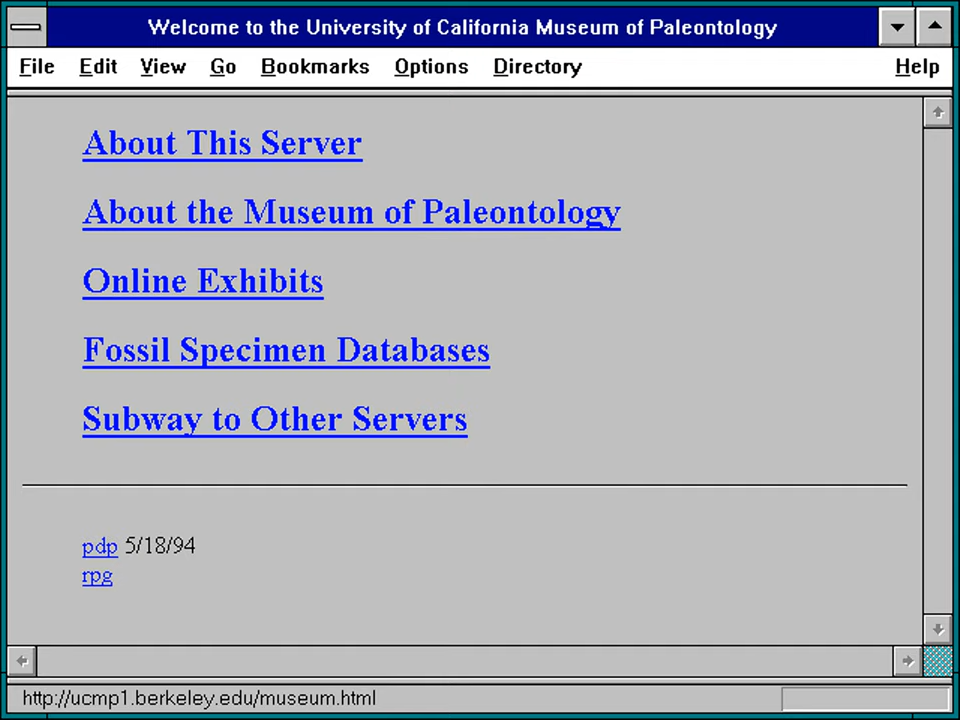 Welcome to the University of California Museum of Paleontology
File Edit View Go Bookmarks Options Directory Help
About This Server
About the Museum of Paleontology
Online Exhibits
Fossil Specimen Databases
Subway to Other Servers
pdp 5/18/94
rpg
http://ucmp1.berkeley.edu/museum.html